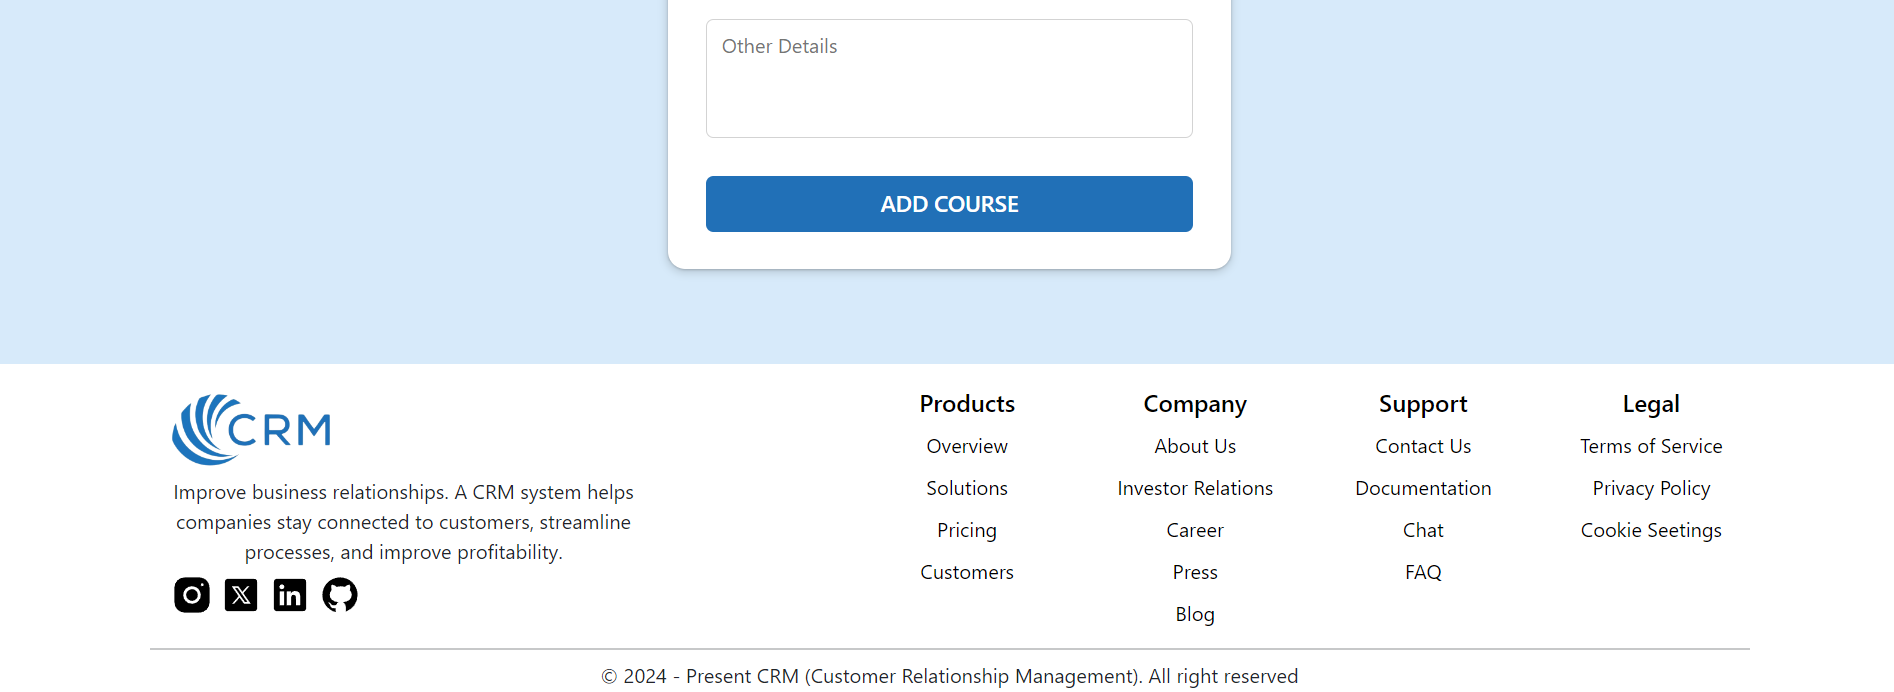 Other Details
ADD COURSE
CRM
Improve business relationships. A CRM system helps
companies stay connected to customers, streamline
processes, and improve profitability.
Products
Overview
Solutions
Pricing
Customers
Company
About Us
Investor Relations
Career
Press
Blog
Support
Contact Us
Documentation
Chat
FAQ
Legal
Terms of Service
Privacy Policy
Cookie Seetings
© 2024 - Present CRM (Customer Relationship Management). All right reserved